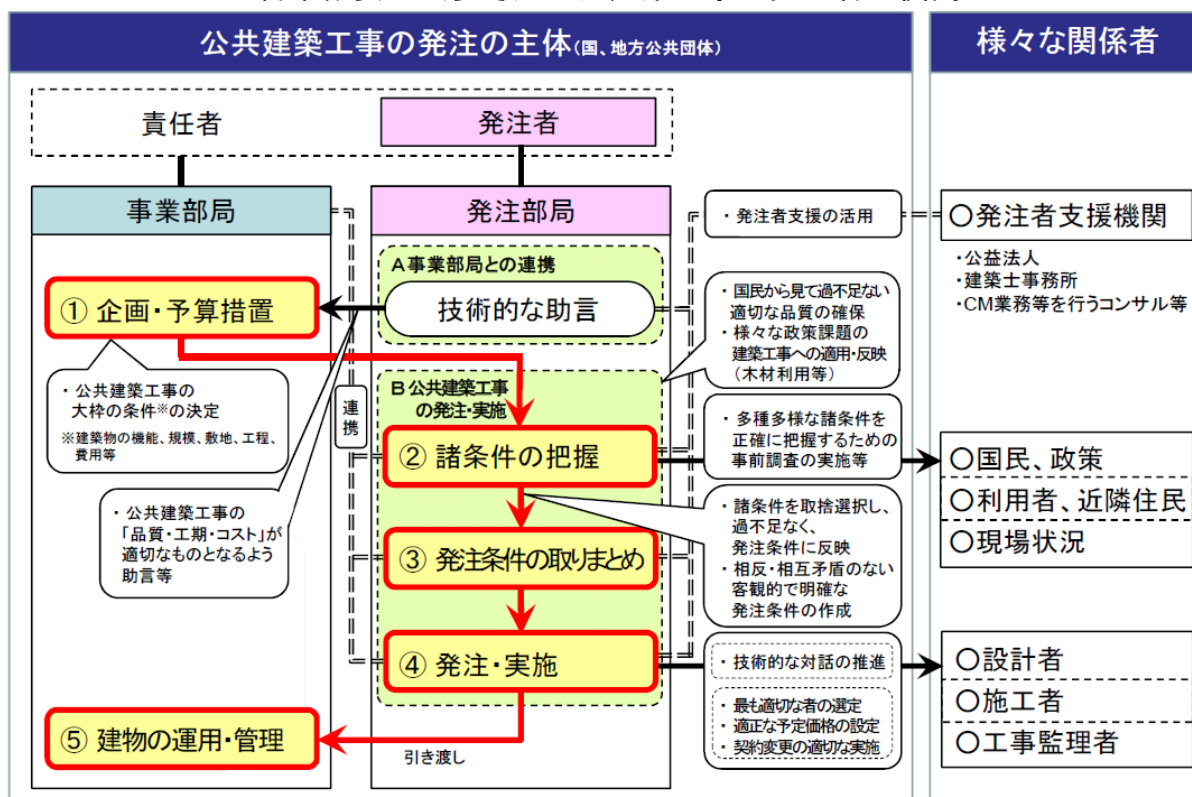 公共建築工事の発注の主体(国、地方公共団体)
様々な関係者
責任者
発注者
事業部局
発注部局
・発注者支援の活用
〇発注者支援機関
・公益法人
・建築士事務所
・CM業務等を行うコンサル等
A事業部局との連携
技術的な助言
① 企画・予算措置
・国民から見て過不足ない
適切な品質の確保
・様々な政策課題の
建築工事への適用・反映
(木材利用等)
・公共建築工事の
大枠の条件※の決定
※建築物の機能、規模、敷地、工程、
費用等
連携
B公共建築工事
の発注・実施
② 諸条件の把握
・多種多様な諸条件を
正確に把握するための
事前調査の実施等
〇国民、政策
〇利用者、近隣住民
〇現場状況
・公共建築工事の
「品質・工期・コスト」が
適切なものとなるよう
助言等
・諸条件を取捨選択し、
過不足なく、
発注条件に反映
・相反・相互矛盾のない
客観的で明確な
発注条件の作成
③ 発注条件の取りまとめ
④ 発注・実施
・技術的な対話の推進
・最も適切な者の選定
・適正な予定価格の設定
・契約変更の適切な実施
〇設計者
〇施工者
〇工事監理者
⑤ 建物の運用・管理
引き渡し